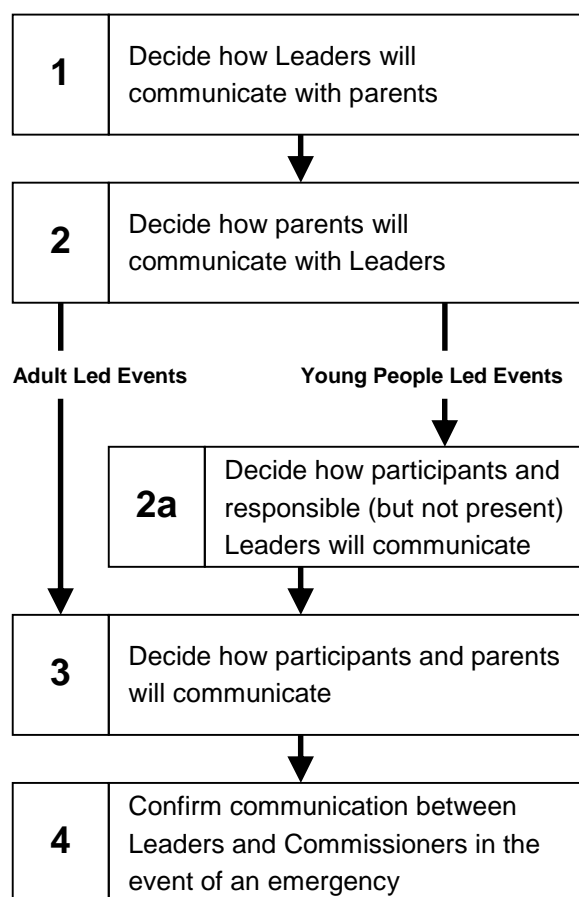 1
Decide how Leaders will
communicate with parents
2
Decide how parents will
communicate with Leaders
Adult Led Events
Young People Led Events
2a
Decide how participants and
responsible (but not present)
Leaders will communicate
3
Decide how participants and parents
will communicate
4
Confirm communication between
Leaders and Commissioners in the
event of an emergency